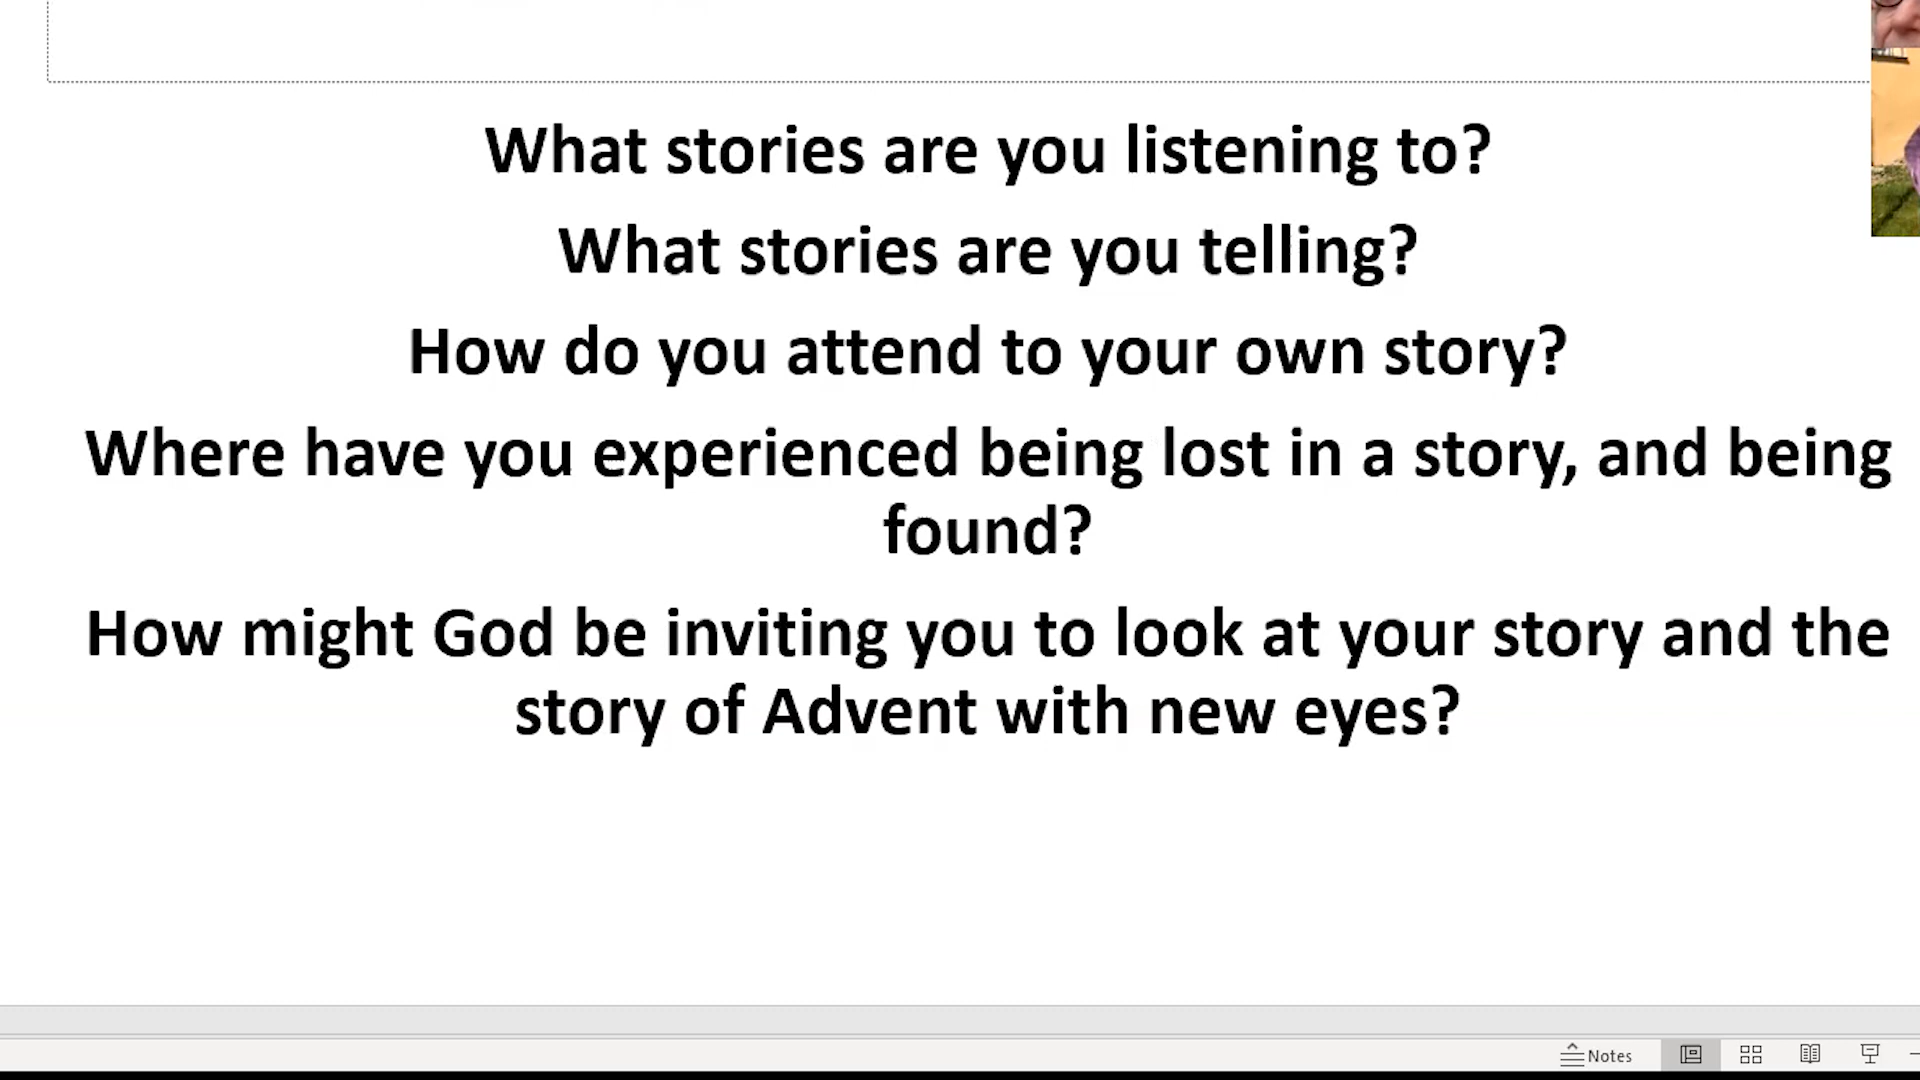 What stories are you listening to?
What stories are you telling?
How do you attend to your own story?
Where have you experienced being lost in a story, and being
found?
How might God be inviting you to look at your story and the
story of Advent with new eyes?
Notes